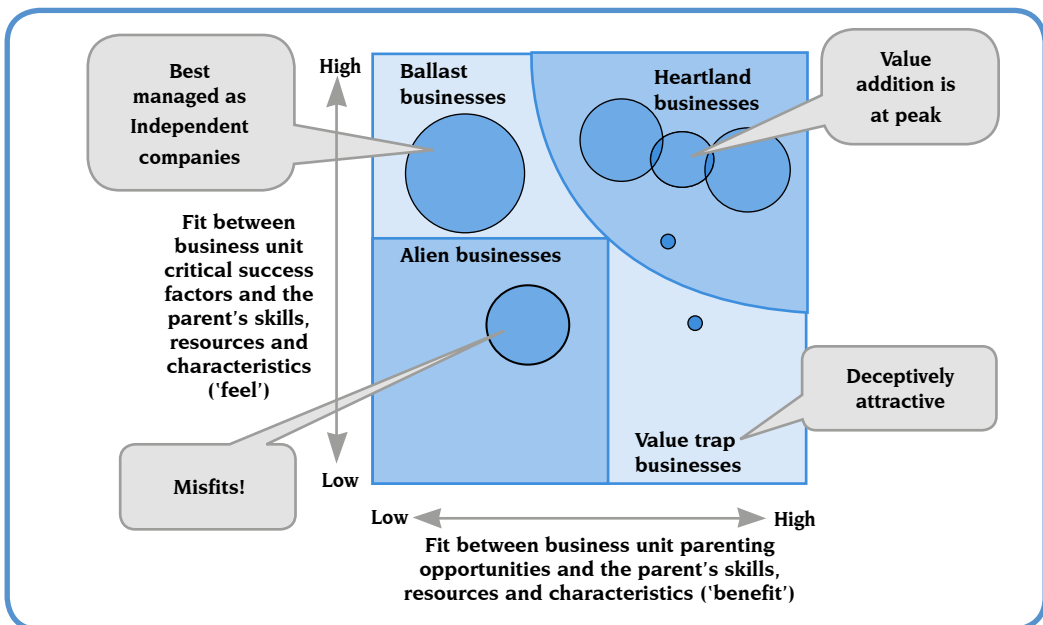 Best
managed as
Independent
companies
High
Ballast
businesses
Heartland
businesses
Value
addition is
at peak
Fit between
business unit
critical success
factors and the
parent’s skills,
resources and
characteristics
(‘feel’)
Alien businesses
Deceptively
attractive
Value trap
businesses
Misfits!
Low
Low
High
Fit between business unit parenting
opportunities and the parent’s skills,
resources and characteristics (‘benefit’)